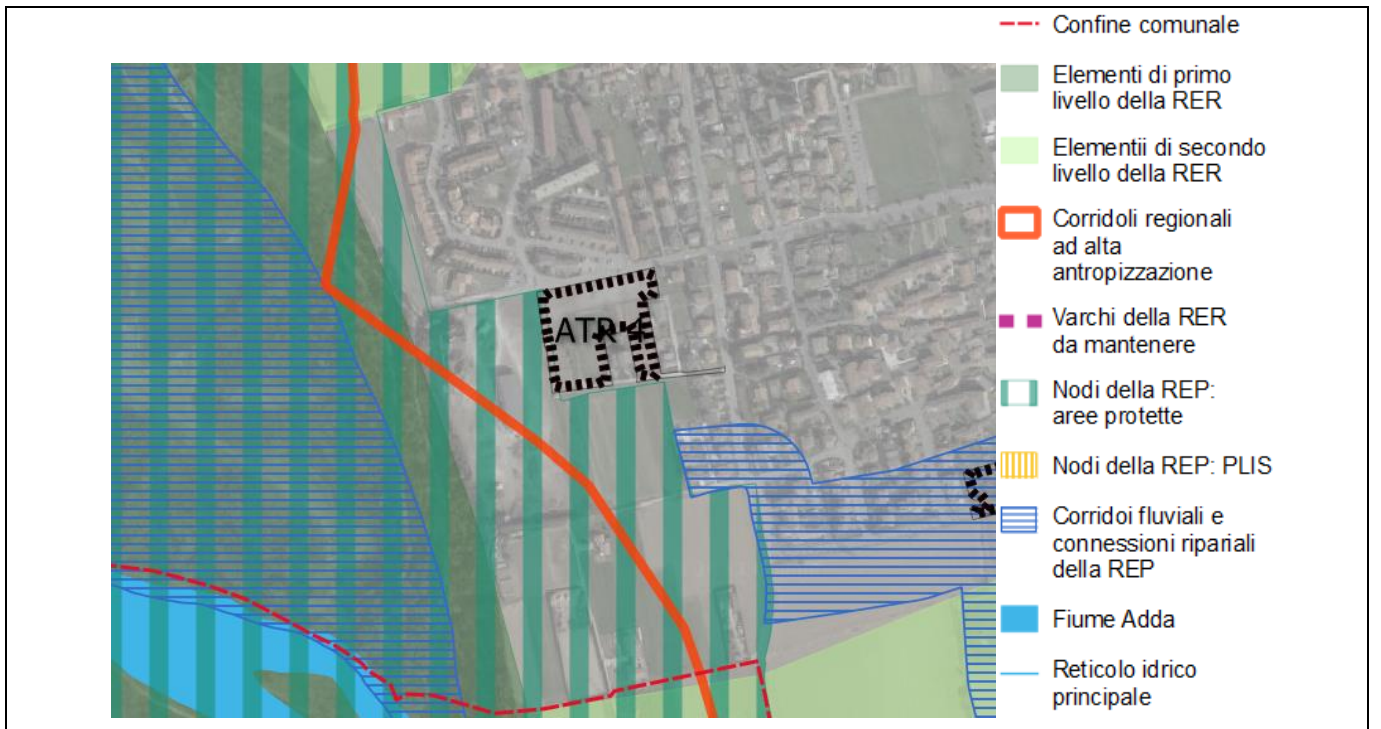 Confine comunale
Elementi di primo
livello della RER
Elementii di secondo
livello della RER
Corridoli regionali
ad alta
antropizzazione
Varchi della RER
da mantenere
Nodi della REP:
aree protette
Nodi della REP: PLIS
Corridoi fluviali e
connessioni ripariali
della REP
Fiume Adda
Reticolo idrico
principale
ATR 4